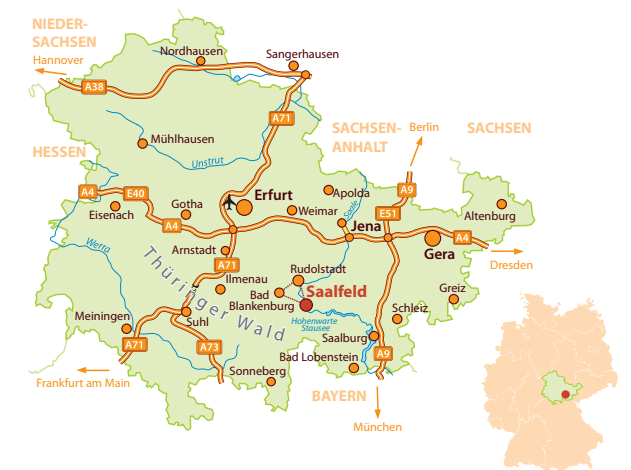 NIEDER-
SACHSEN
Hannover
Nordhausen
Sangerhausen
A38
A71
Mühlhausen
Unstrut
SACHSEN-
ANHALT
Berlin
SACHSEN
HESSEN
A4
E40
Eisenach
Gotha
A4
Erfurt
Weimar
Apolda
Saale
A9
E51
Jena
Altenburg
Gera
A4
Dresden
Werra
Arnstadt
A71
Thüringer Wald
Ilmenau
Rudolstadt
Bad
Blankenburg
Saalfeld
Hohenwarte
Stausee
Greiz
Schleiz
Meiningen
Suhl
A71
A73
Saalburg
A9
Bad Lobenstein
Sonneberg
Frankfurt am Main
BAYERN
München